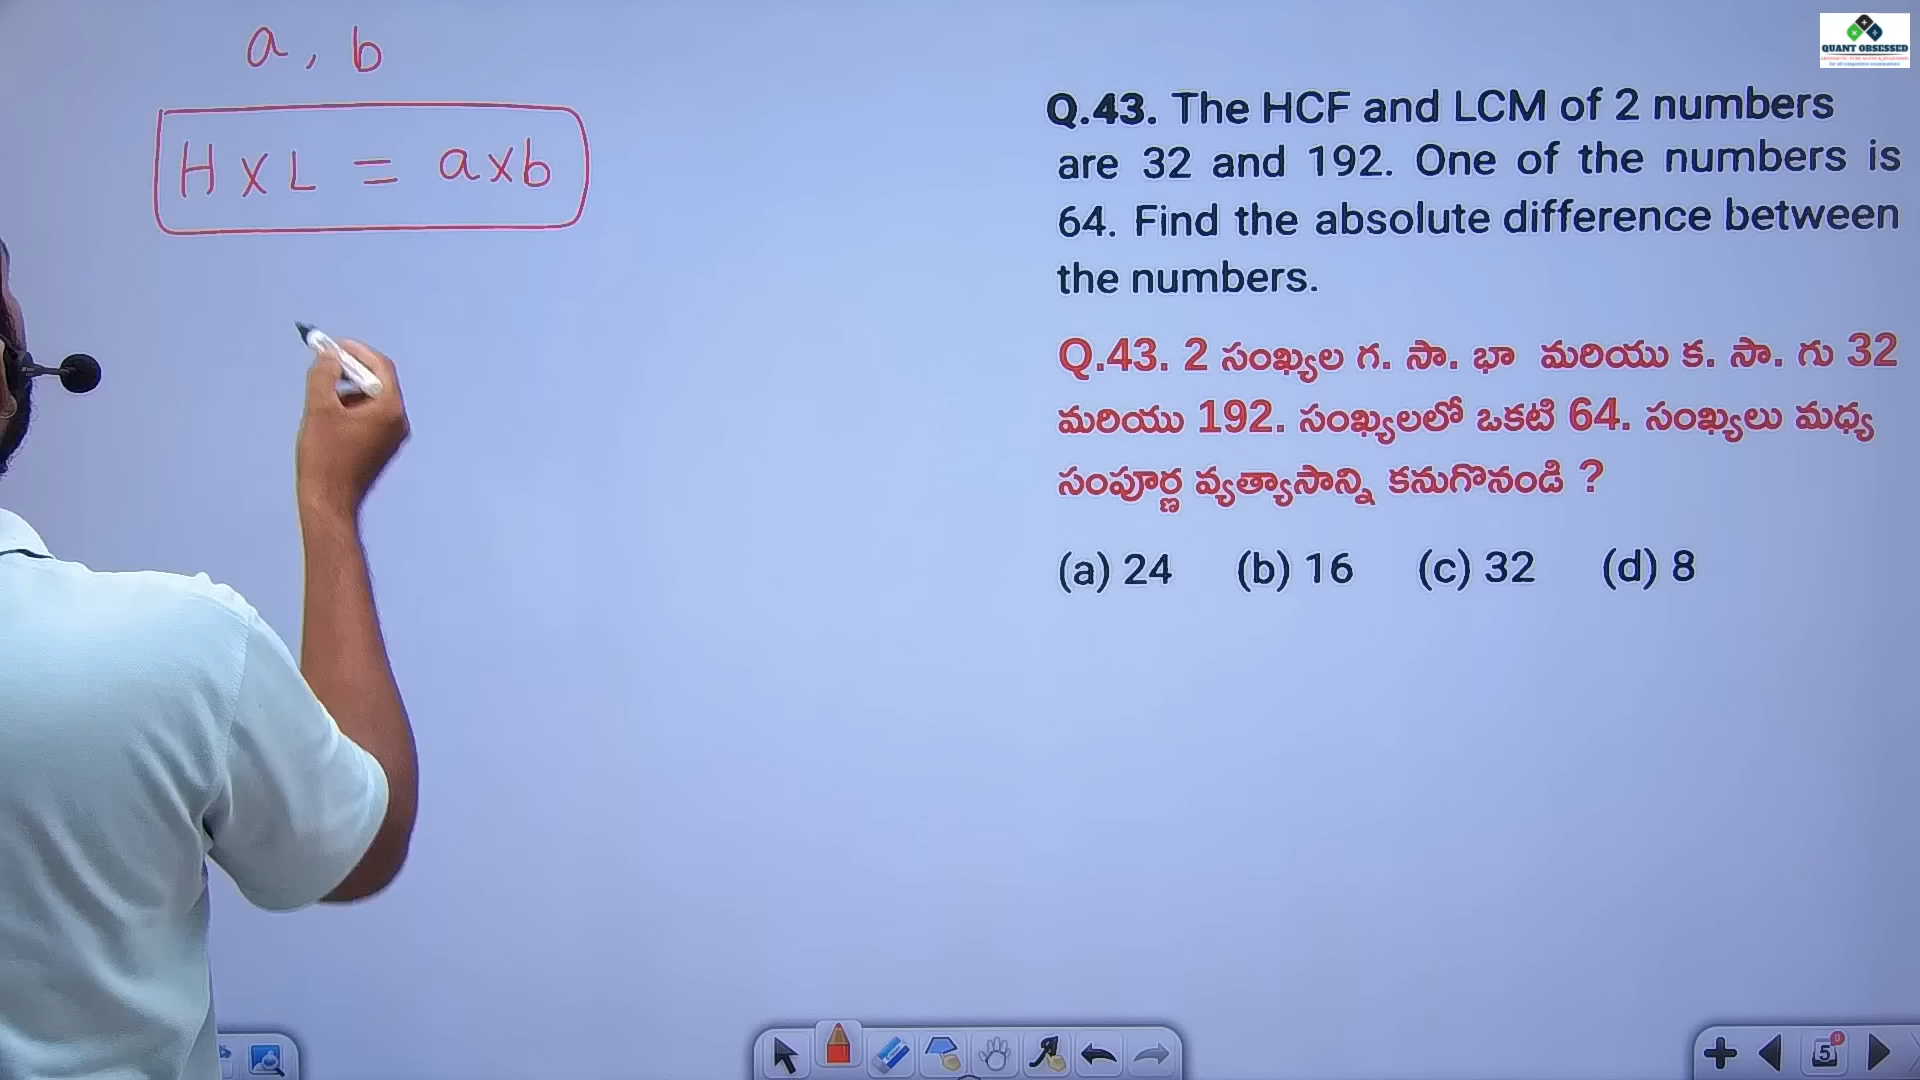 a, b
H x L = a x b
QUANT OBSESSED
Q.43. The HCF and LCM of 2 numbers
are 32 and 192. One of the numbers is
64. Find the absolute difference between
the numbers.
Q.43. 2 సంఖ్యల గ. సా. భా మరియు క. సా. గు 32
మరియు 192. సంఖ్యలలో ఒకటి 64. సంఖ్యలు మధ్య
సంపూర్ణ వ్యత్యాసాన్ని కనుగొనండి ?
(a) 24 (b) 16 (c) 32 (d) 8
5
0